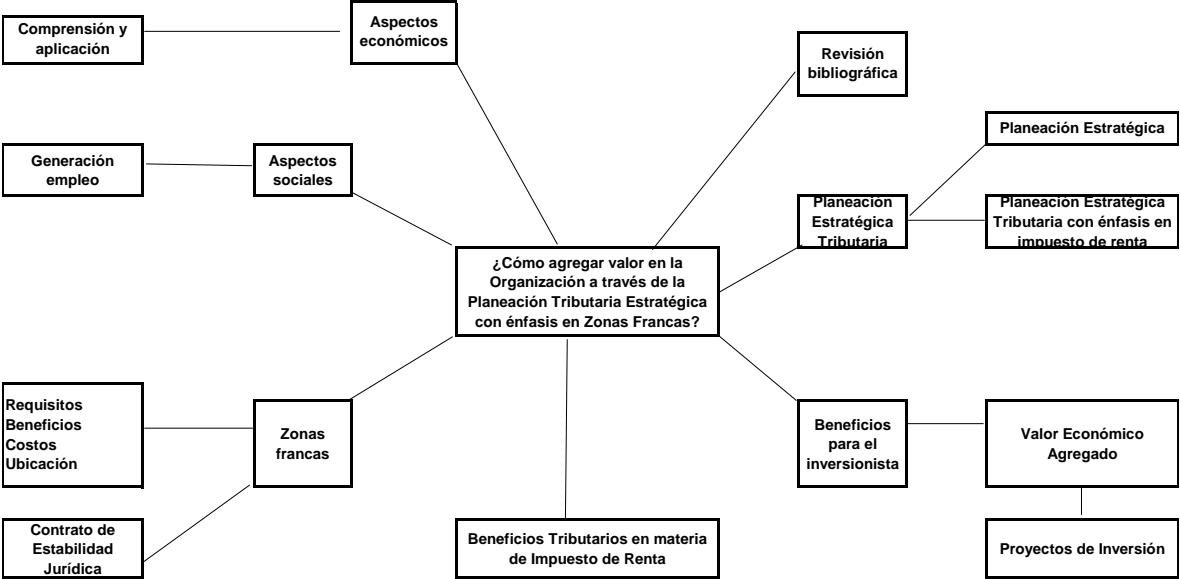 Comprensión y
aplicación
Aspectos
económicos
Revisión
bibliográfica
Planeación Estratégica
Generación
empleo
Aspectos
sociales
Planeación
Estratégica
Tributaria
Planeación Estratégica
Tributaria con énfasis en
impuesto de renta
¿Cómo agregar valor en la
Organización a través de la
Planeación Tributaria Estratégica
con énfasis en Zonas Francas?
Requisitos
Beneficios
Costos
Ubicación
Zonas
francas
Beneficios
para el
inversionista
Valor Económico
Agregado
Contrato de
Estabilidad
Jurídica
Beneficios Tributarios en materia
de Impuesto de Renta
Proyectos de Inversión